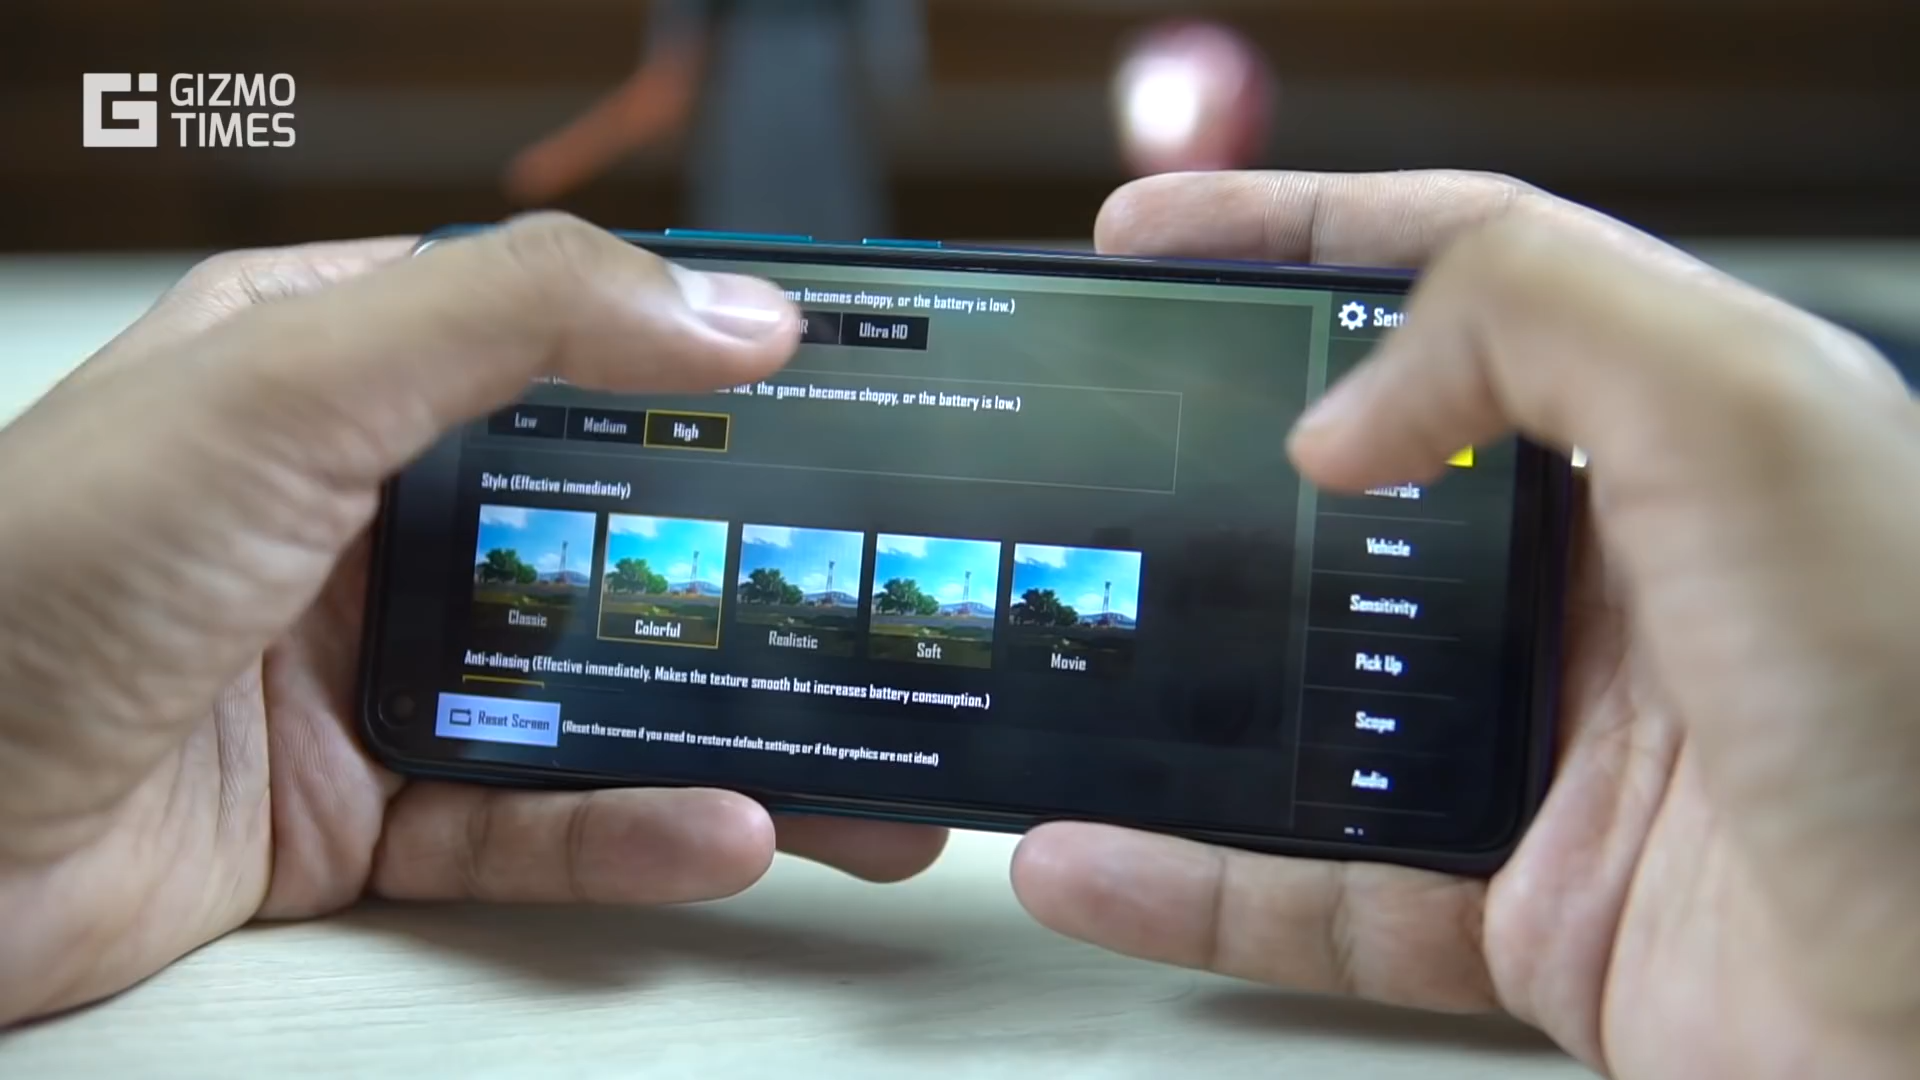 GIZMO
TIMES
becomes choppy, or the battery is low.)
Ultra HD
the game becomes choppy, or the battery is low.)
Low
Medium
High
Style (Effective immediately)
Classic
Colorful
Realistic
Soft
Movie
Anti-aliasing (Effective immediately. Makes the texture smooth but increases battery consumption.)
Reset Screen
(Reset the screen if you need to restore default settings or if the graphics are not ideal)
Controls
Vehicle
Sensitivity
Pick Up
Scope
Audio